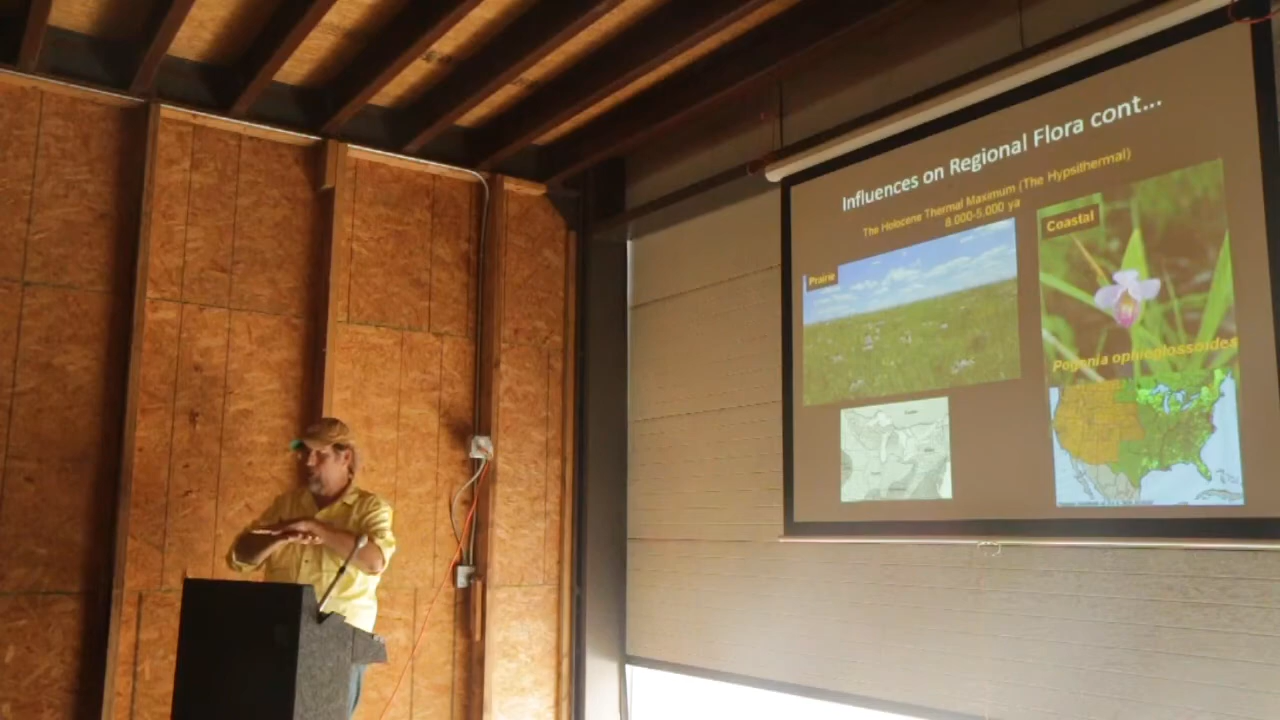 Influences on Regional Flora cont...
The Holocene Thermal Maximum (The Hypsithermal)
8,000-5,000 ya
Prairie
Coastal
Pogonia ophioglossoides